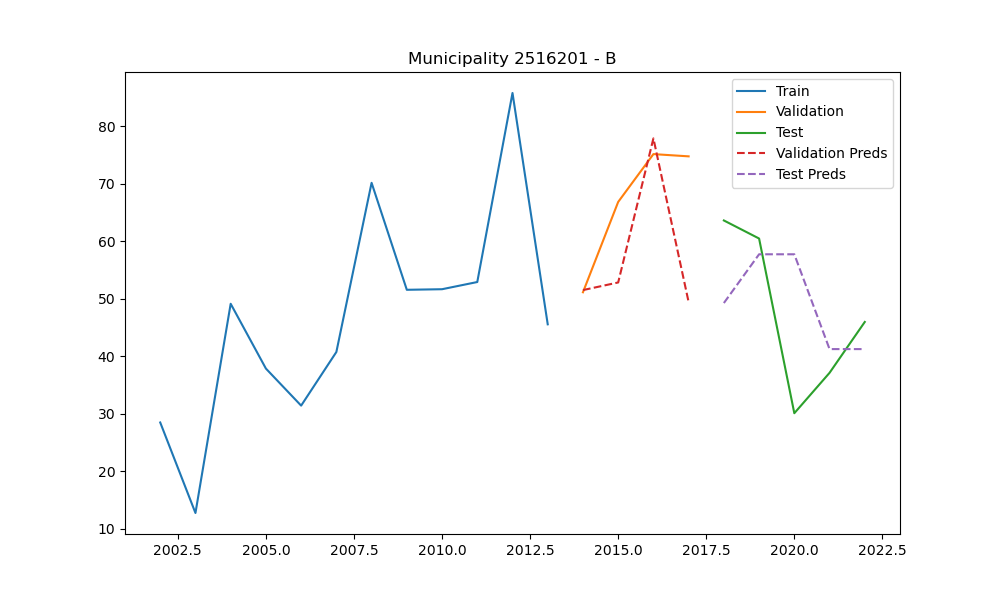 Municipality 2516201 - B
Train
Validation
Test
Validation Preds
Test Preds
80
70
60
50
40
30
20
10
2002.5 2005.0 2007.5 2010.0 2012.5 2015.0 2017.5 2020.0 2022.5